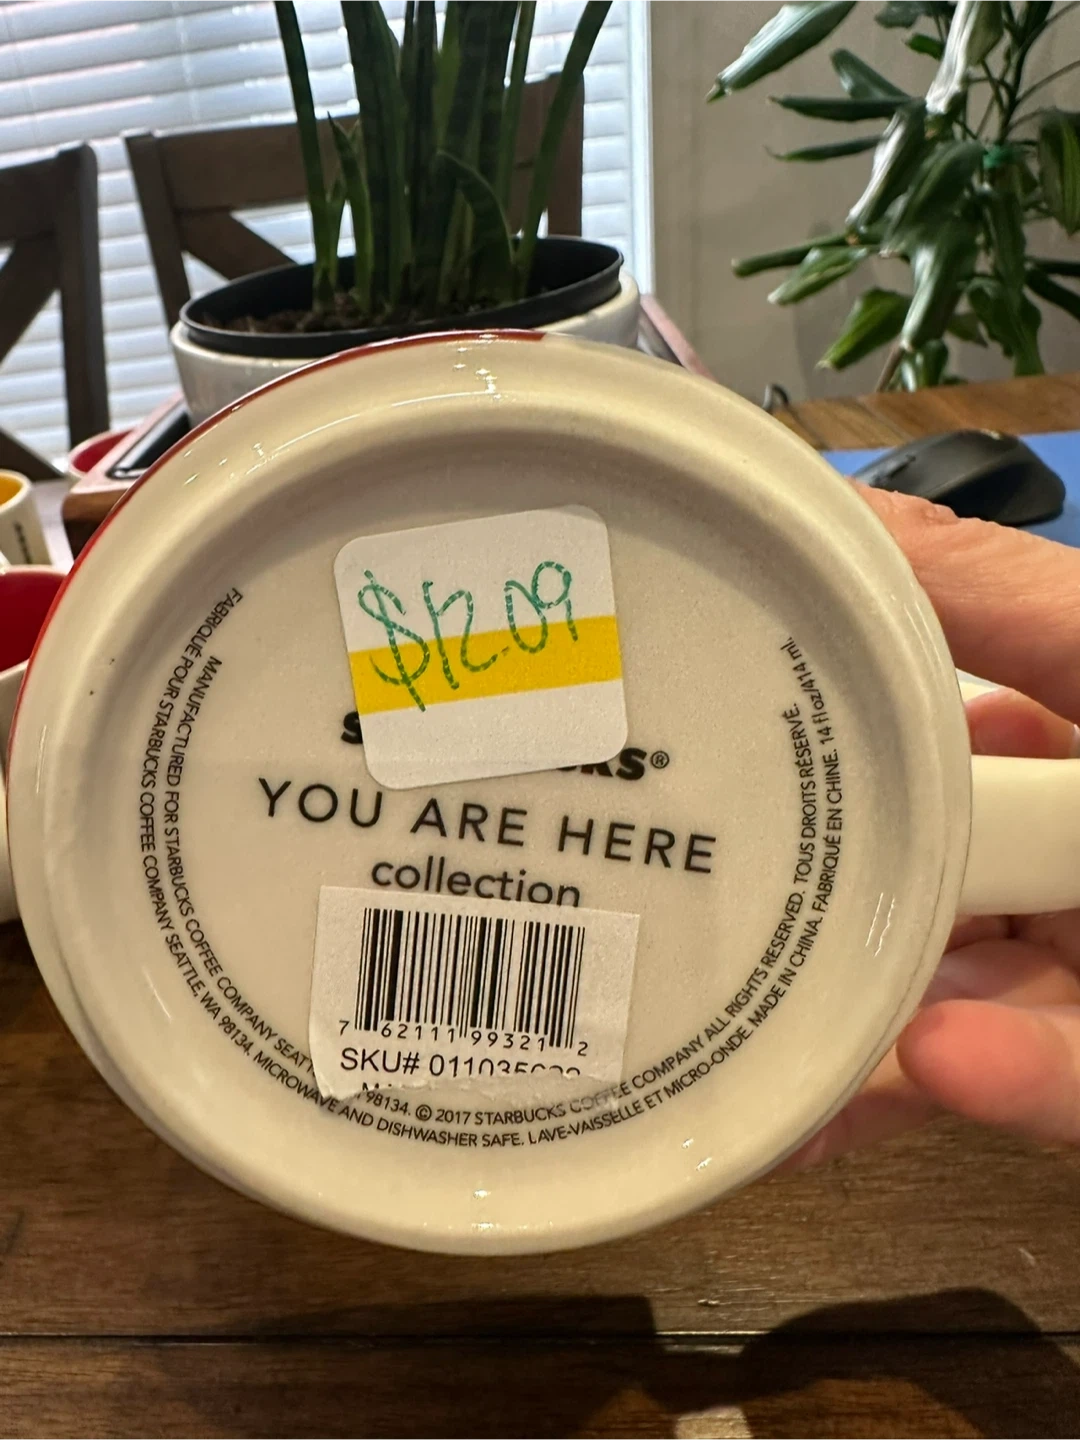 $12.09
YOU ARE HERE
collection
7 62111 99321 2
SKU# 011035
MANUFACTURED FOR STARBUCKS COFFEE COMPANY SEATT 98134. © 2017 STARBUCKS COFFEE COMPANY ALL RIGHTS RESERVED. TOUS DROITS RÉSERVÉ. 14 fl oz/414 ml.
FABRIQUÉ POUR STARBUCKS COFFEE COMPANY SEATTLE, WA 98134. MICROWAVE AND DISHWASHER SAFE. LAVE-VAISSELLE ET MICRO-ONDE. MADE IN CHINA. FABRIQUÉ EN CHINE.